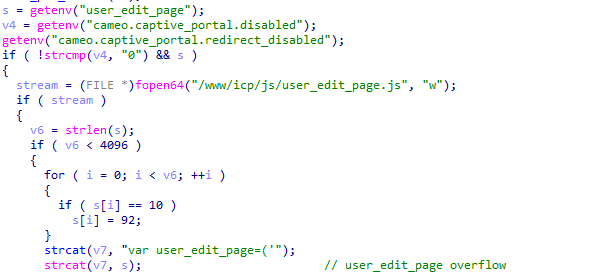 s = getenv("user_edit_page");
v4 = getenv("cameo.captive_portal.disabled");
getenv("cameo.captive_portal.redirect_disabled");
if ( !strcmp(v4, "0") && s )
{
stream = (FILE *)fopen64("/www/icp/js/user_edit_page.js", "w");
if ( stream )
{
v6 = strlen(s);
if ( v6 < 4096 )
{
for ( i = 0; i < v6; ++i )
{
if ( s[i] == 10 )
s[i] = 92;
}
strcat(v7, "var user_edit_page=('");
strcat(v7, s); // user_edit_page overflow